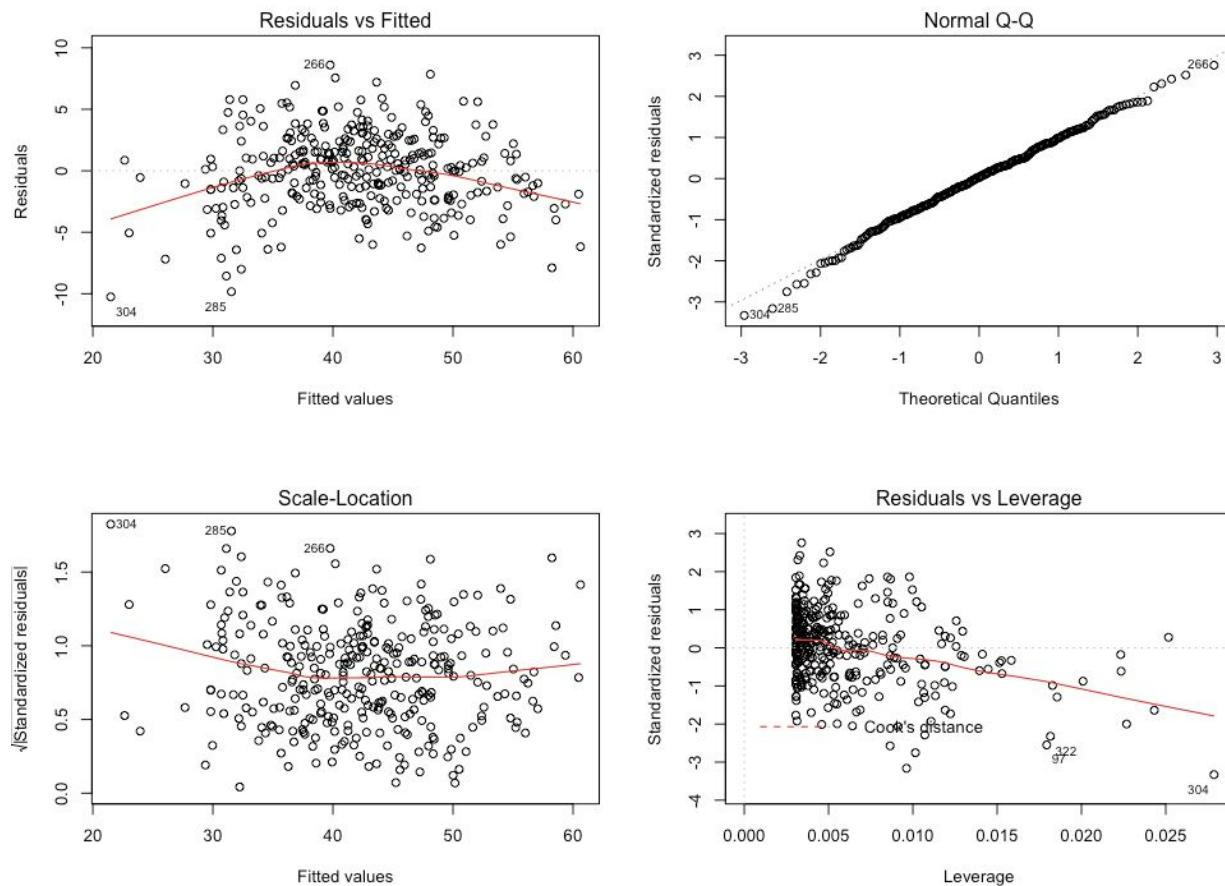 Residuals vs Fitted
10
5
0
-5
-10
Residuals
266
285
304
20 30 40 50 60
Fitted values
Normal Q-Q
3
2
1
0
-1
-2
-3
Standardized residuals
266
304
285
-3 -2 -1 0 1 2 3
Theoretical Quantiles
Scale-Location
1.5
1.0
0.5
0.0
√|Standardized residuals|
304
285
266
20 30 40 50 60
Fitted values
Residuals vs Leverage
3
2
1
0
-1
-2
-3
-4
Standardized residuals
Cook's distance
322
97
304
0.000 0.005 0.010 0.015 0.020 0.025
Leverage